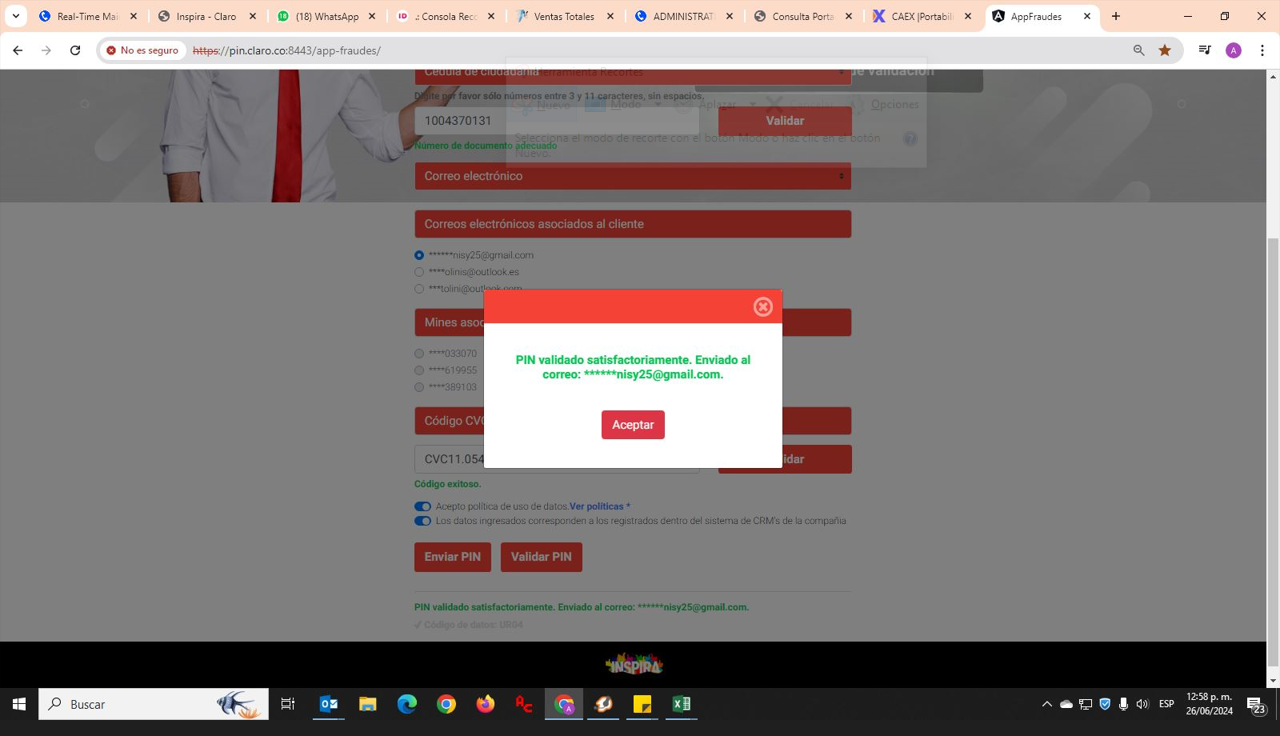 Real-Time Mai
Inspira - Claro
(18) WhatsApp
.: Consola Reco
Ventas Totales
ADMINISTRAT
Consulta Porta
CAEX |Portabili
AppFraudes
No es seguro
https://pin.claro.co:8443/app-fraudes/
A
Cédula de ciudadanía
Herramienta Recortes
de validación
Digite por favor sólo números entre 3 y 11 caracteres, sin espacios.
Nuevo
Modo
Aplazar
Cancelar
Opciones
1004370131
Validar
Selecciona el modo de recorte con el botón Modo o haz clic en el botón
Nuevo.
Número de documento adecuado
Correo electrónico
Correos electrónicos asociados al cliente
******nisy25@gmail.com
****olinis@outlook.es
***tolini@outlook.com
Mines asoc
****033070
****619955
****389103
PIN validado satisfactoriamente. Enviado al
correo: ******nisy25@gmail.com.
Aceptar
Código CVC
CVC11.054
idar
Código exitoso.
Acepto política de uso de datos.Ver políticas *
Los datos ingresados corresponden a los registrados dentro del sistema de CRM's de la compañia
Enviar PIN
Validar PIN
PIN validado satisfactoriamente. Enviado al correo: ******nisy25@gmail.com.
✓ Código de datos: URG4
INSPIRA
Buscar
ESP
12:58 p. m.
26/06/2024
23